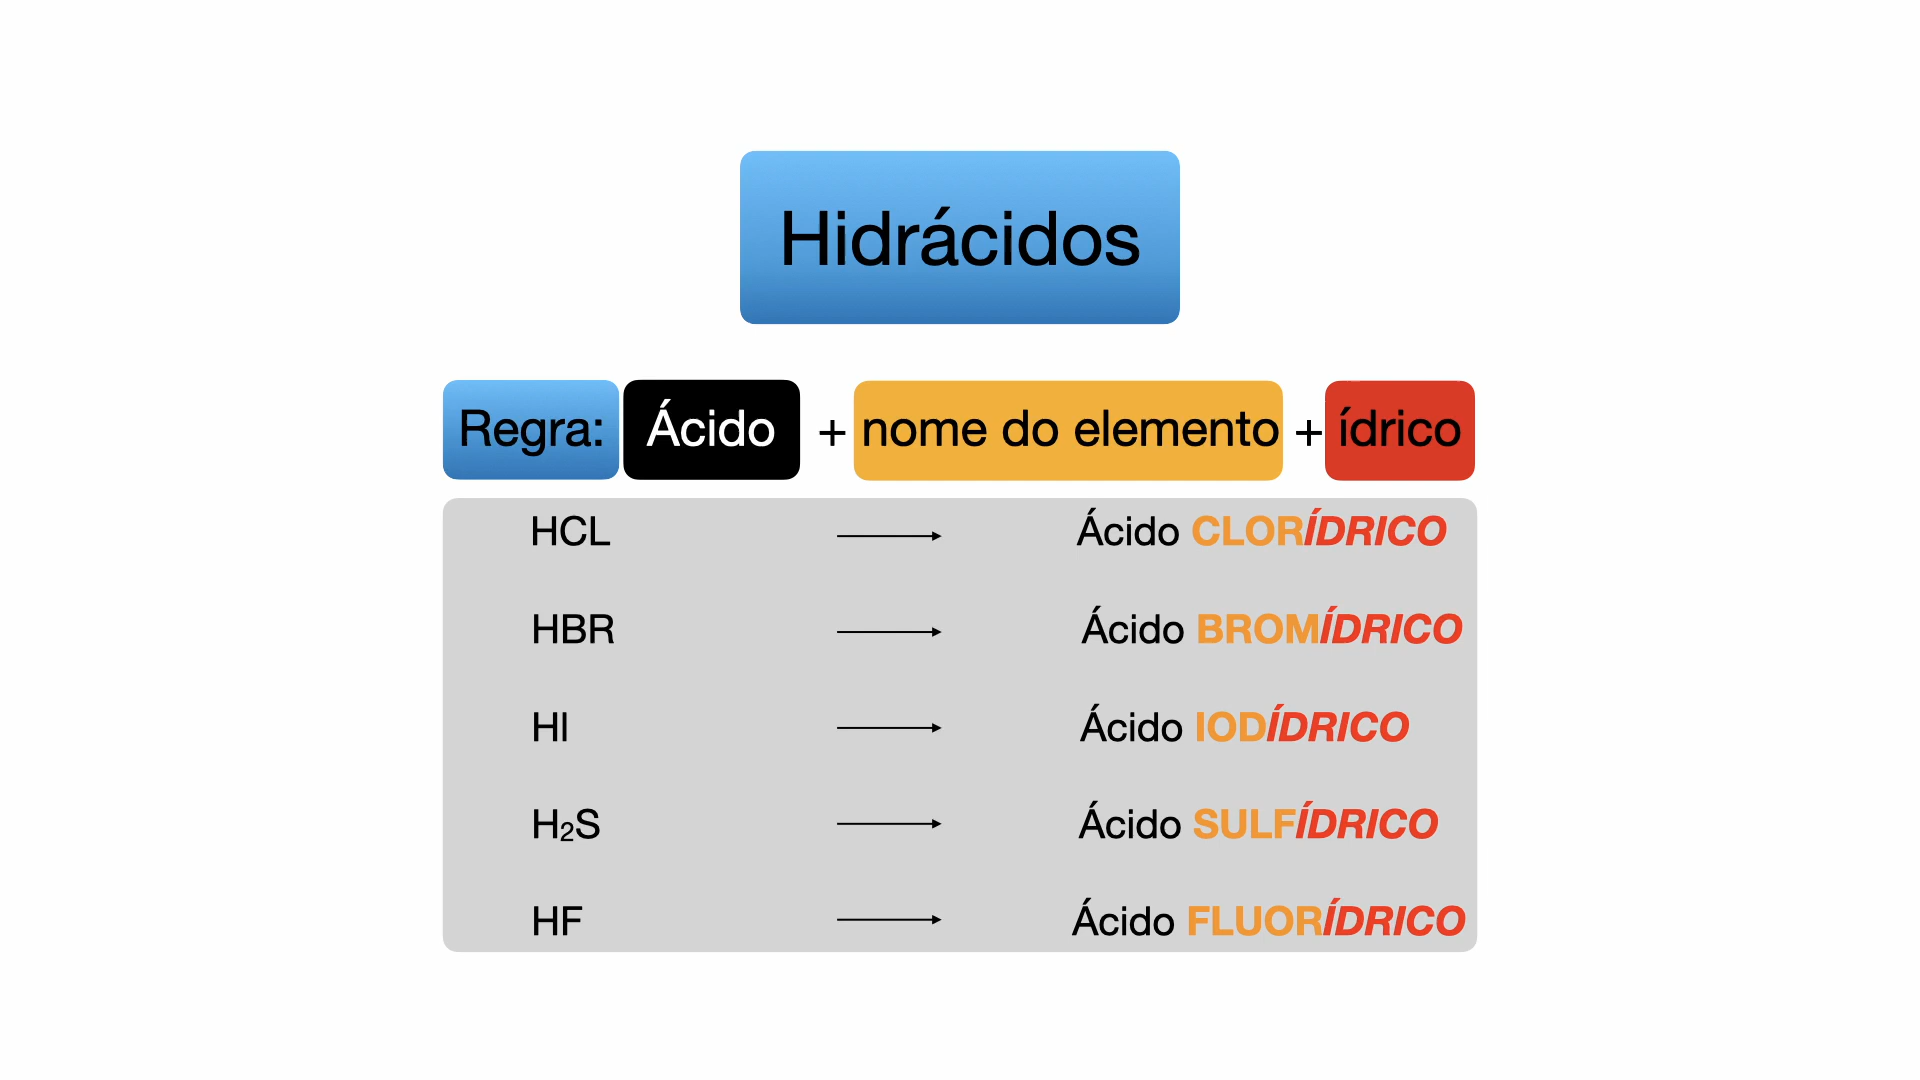 Hidrácidos
Regra: Ácido + nome do elemento + ídrico
HCL Ácido CLORÍDRICO
HBR Ácido BROMÍDRICO
HI Ácido IODÍDRICO
H₂S Ácido SULFÍDRICO
HF Ácido FLUORÍDRICO